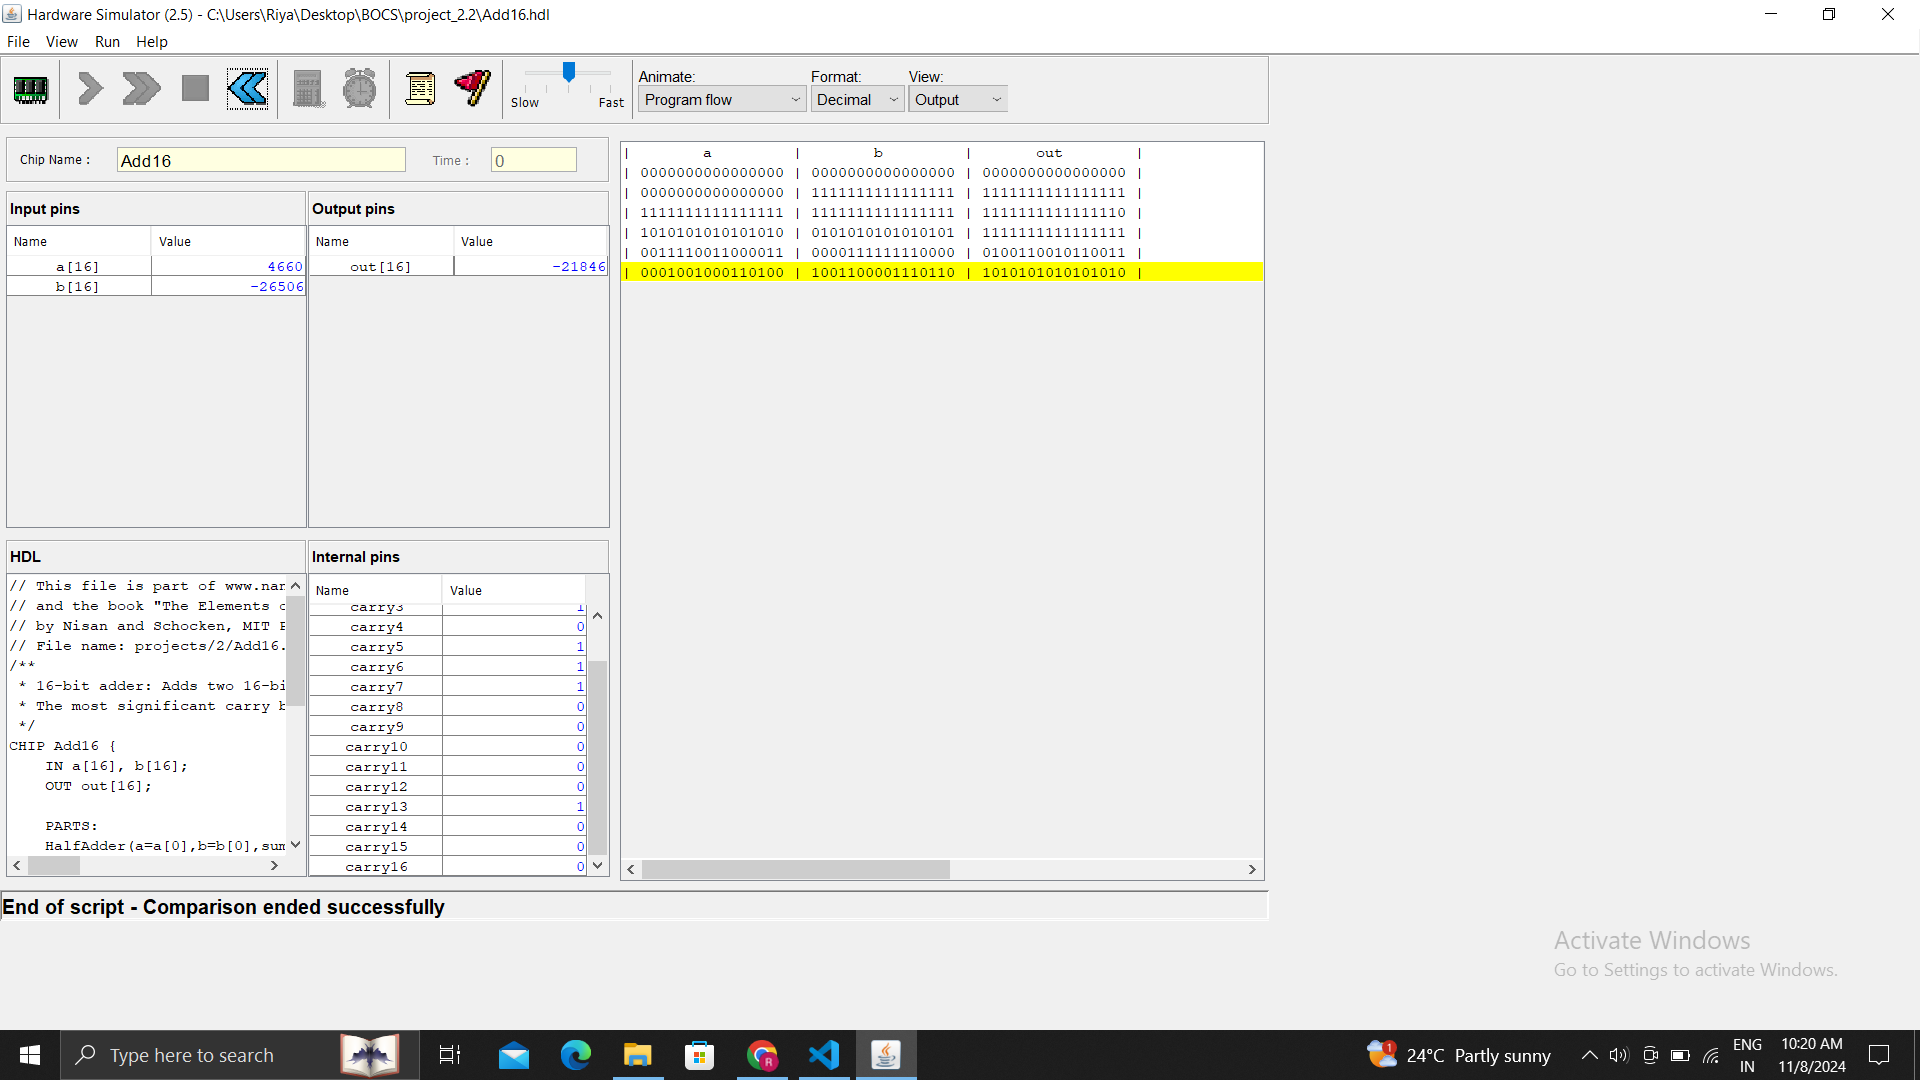 Hardware Simulator (2.5) - C:\Users\Riya\Desktop\BOCS\project_2.2\Add16.hdl
File View Run Help
Slow Fast
Animate: Format: View:
Program flow Decimal Output
Chip Name : Add16 Time : 0
Input pins
Name Value
a[16] 4660
b[16] -26506
Output pins
Name Value
out[16] -21846
| a | b | out |
| 0000000000000000 | 0000000000000000 | 0000000000000000 |
| 0000000000000000 | 1111111111111111 | 1111111111111111 |
| 1111111111111111 | 1111111111111111 | 1111111111111110 |
| 1010101010101010 | 0101010101010101 | 1111111111111111 |
| 0011110011000011 | 0000111111110000 | 0100110010110011 |
| 0001001000110100 | 1001100001110110 | 1010101010101010 |
HDL
// This file is part of www.nan
// and the book "The Elements o
// by Nisan and Schocken, MIT P
// File name: projects/2/Add16.
/**
* 16-bit adder: Adds two 16-bi
* The most significant carry b
*/
CHIP Add16 {
IN a[16], b[16];
OUT out[16];
PARTS:
HalfAdder(a=a[0],b=b[0],sum
Internal pins
Name Value
carry3 1
carry4 0
carry5 1
carry6 1
carry7 1
carry8 0
carry9 0
carry10 0
carry11 0
carry12 0
carry13 1
carry14 0
carry15 0
carry16 0
End of script - Comparison ended successfully
Activate Windows
Go to Settings to activate Windows.
Type here to search
1
24°C Partly sunny
ENG
IN
10:20 AM
11/8/2024